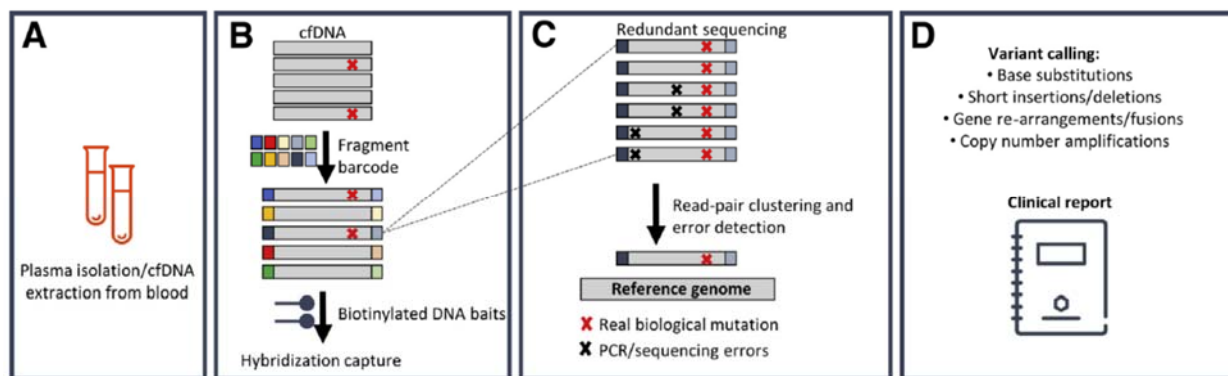 A
Plasma isolation/cfDNA
extraction from blood
B
cfDNA
Fragment
barcode
Biotinylated DNA baits
Hybridization capture
C
Redundant sequencing
Read-pair clustering and
error detection
Reference genome
Real biological mutation
PCR/sequencing errors
D
Variant calling:
• Base substitutions
• Short insertions/deletions
• Gene re-arrangements/fusions
• Copy number amplifications
Clinical report